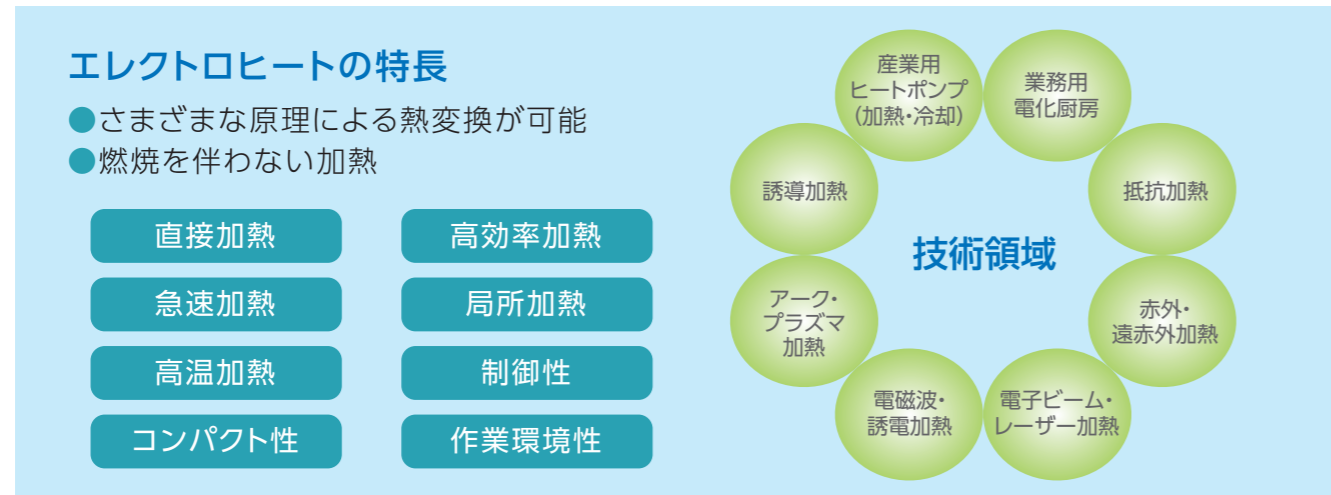 エレクトロヒートの特長
●さまざまな原理による熱変換が可能
●燃焼を伴わない加熱
直接加熱
高効率加熱
急速加熱
局所加熱
高温加熱
制御性
コンパクト性
作業環境性
技術領域
産業用
ヒートポンプ
(加熱・冷却)
業務用
電化厨房
抵抗加熱
赤外・
遠赤外加熱
電子ビーム・
レーザー加熱
電磁波・
誘電加熱
アーク・
プラズマ
加熱
誘導加熱